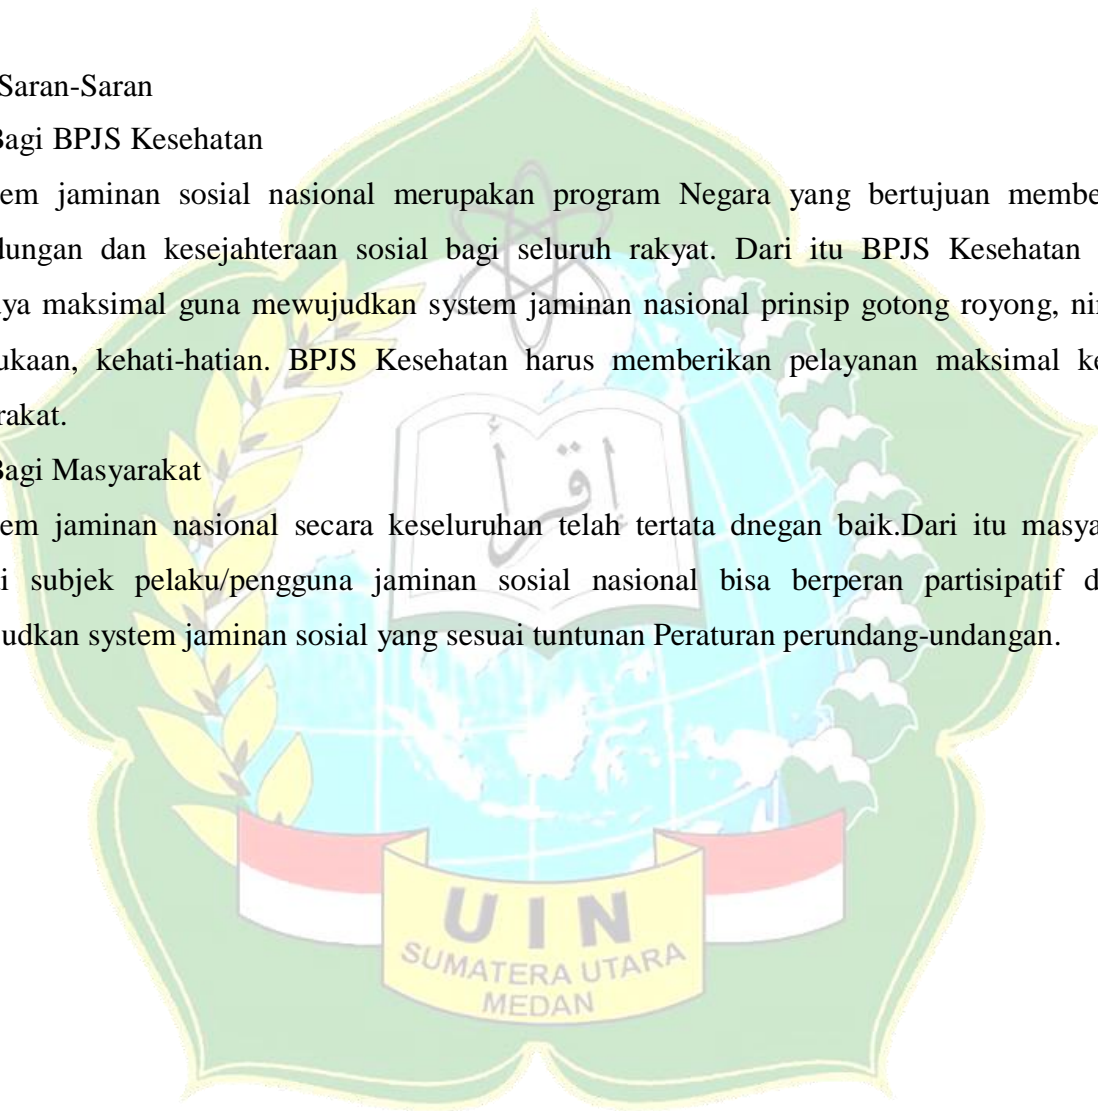 Saran-Saran
Bagi BPJS Kesehatan
em jaminan sosial nasional merupakan program Negara yang bertujuan membe
dungan dan kesejahteraan sosial bagi seluruh rakyat. Dari itu BPJS Kesehatan
ya maksimal guna mewujudkan system jaminan nasional prinsip gotong royong, nir
ukaan, kehati-hatian. BPJS Kesehatan harus memberikan pelayanan maksimal ke
rakat.
Bagi Masyarakat
em jaminan nasional secara keseluruhan telah tertata dnegan baik.Dari itu masya
i subjek pelaku/pengguna jaminan sosial nasional bisa berperan partisipatif d
udkan system jaminan sosial yang sesuai tuntunan Peraturan perundang-undangan.
إقرأ
UIN
SUMATERA UTARA
MEDAN